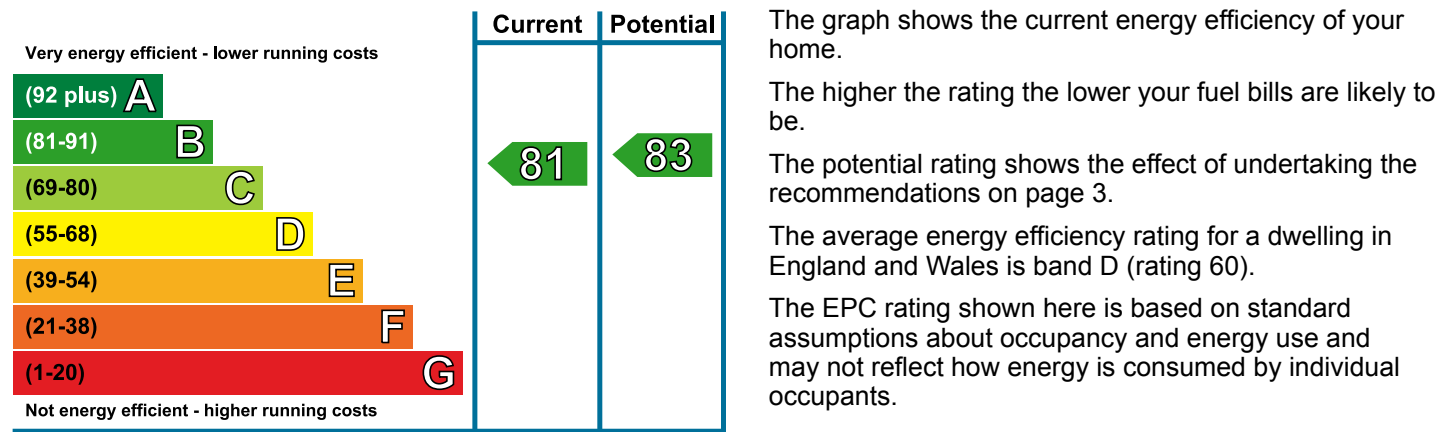 Current Potential
Very energy efficient - lower running costs
(92 plus) A
(81-91) B
(69-80) C
(55-68) D
(39-54) E
(21-38) F
(1-20) G
Not energy efficient - higher running costs
81
83
The graph shows the current energy efficiency of your
home.
The higher the rating the lower your fuel bills are likely to
be.
The potential rating shows the effect of undertaking the
recommendations on page 3.
The average energy efficiency rating for a dwelling in
England and Wales is band D (rating 60).
The EPC rating shown here is based on standard
assumptions about occupancy and energy use and
may not reflect how energy is consumed by individual
occupants.